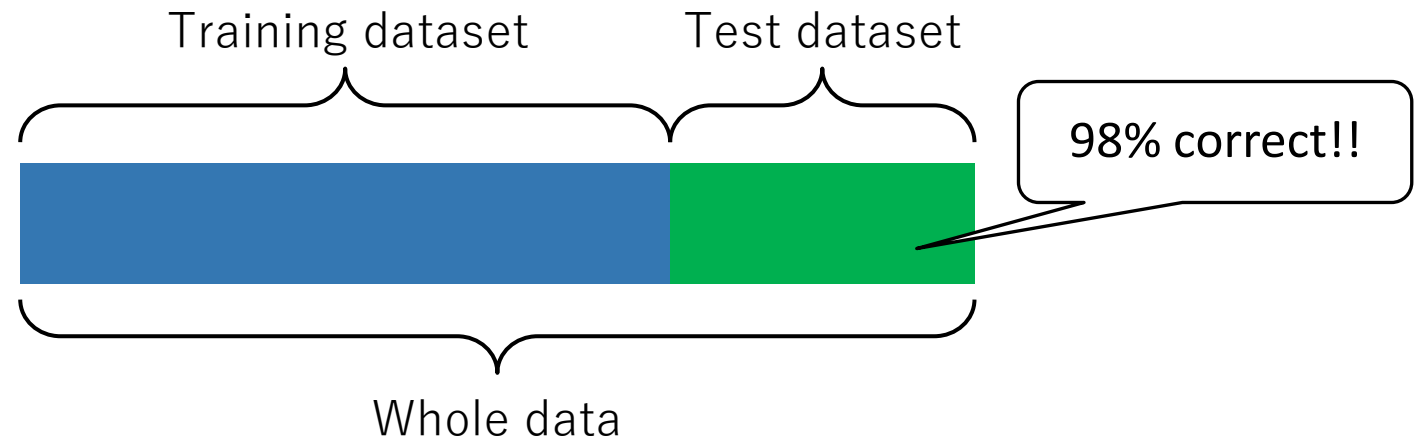 Training dataset
Test dataset
98% correct!!
Whole data